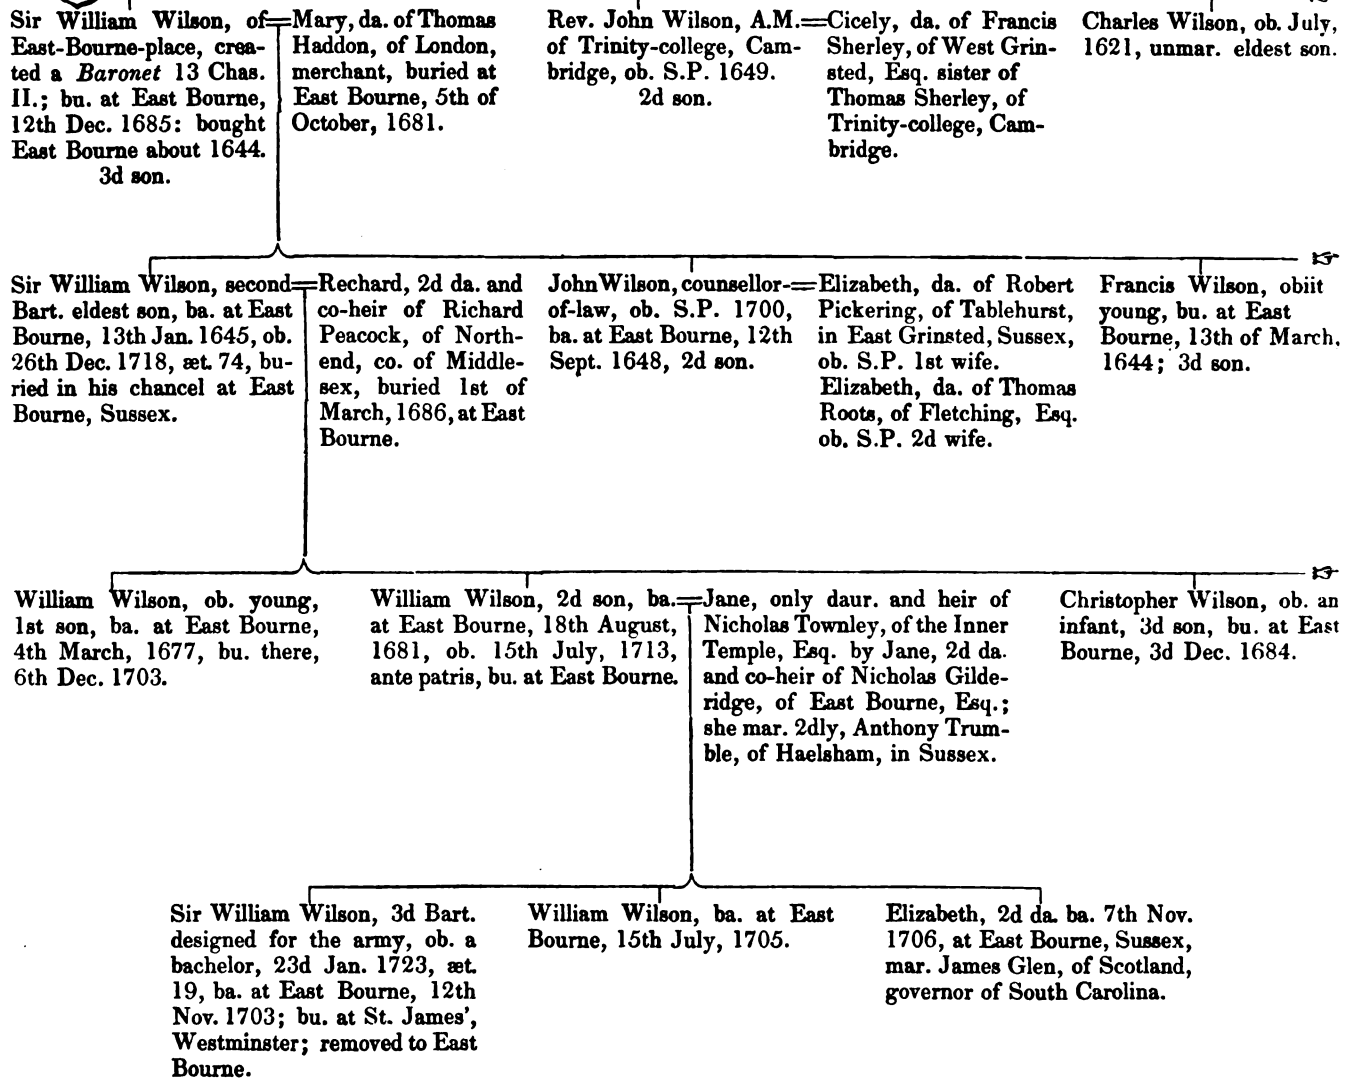 Sir William Wilson, of
East-Bourne-place, crea-
ted a Baronet 13 Chas.
II.; bu. at East Bourne,
12th Dec. 1685: bought
East Bourne about 1644.
3d son.
Mary, da. of Thomas
Haddon, of London,
merchant, buried at
East Bourne, 5th of
October, 1681.
Rev. John Wilson, A.M.
of Trinity-college, Cam-
bridge, ob. S.P. 1649.
2d son.
Cicely, da. of Francis
Sherley, of West Grin-
sted, Esq. sister of
Thomas Sherley, of
Trinity-college, Cam-
bridge.
Charles Wilson, ob. July,
1621, unmar. eldest son.
Sir William Wilson, second
Bart. eldest son, ba. at East
Bourne, 13th Jan. 1645, ob.
26th Dec. 1718, æt. 74, bu-
ried in his chancel at East
Bourne, Sussex.
Rechard, 2d da. and
co-heir of Richard
Peacock, of North-
end, co. of Middle-
sex, buried 1st of
March, 1686, at East
Bourne.
John Wilson, counsellor-
of-law, ob. S.P. 1700,
ba. at East Bourne, 12th
Sept. 1648, 2d son.
Elizabeth, da. of Robert
Pickering, of Tablehurst,
in East Grinsted, Sussex,
ob. S.P. 1st wife.
Elizabeth, da. of Thomas
Roots, of Fletching, Esq.
ob. S.P. 2d wife.
Francis Wilson, obiit
young, bu. at East
Bourne, 13th of March,
1644; 3d son.
William Wilson, ob. young,
1st son, ba. at East Bourne,
4th March, 1677, bu. there,
6th Dec. 1703.
William Wilson, 2d son, ba.
at East Bourne, 18th August,
1681, ob. 15th July, 1713,
ante patris, bu. at East Bourne.
Jane, only daur. and heir of
Nicholas Townley, of the Inner
Temple, Esq. by Jane, 2d da.
and co-heir of Nicholas Gilde-
ridge, of East Bourne, Esq.;
she mar. 2dly, Anthony Trum-
ble, of Haelsham, in Sussex.
Christopher Wilson, ob. an
infant, 3d son, bu. at East
Bourne, 3d Dec. 1684.
Sir William Wilson, 3d Bart.
designed for the army, ob. a
bachelor, 23d Jan. 1723, æt.
19, ba. at East Bourne, 12th
Nov. 1703; bu. at St. James',
Westminster; removed to East
Bourne.
William Wilson, ba. at East
Bourne, 15th July, 1705.
Elizabeth, 2d da. ba. 7th Nov.
1706, at East Bourne, Sussex,
mar. James Glen, of Scotland,
governor of South Carolina.